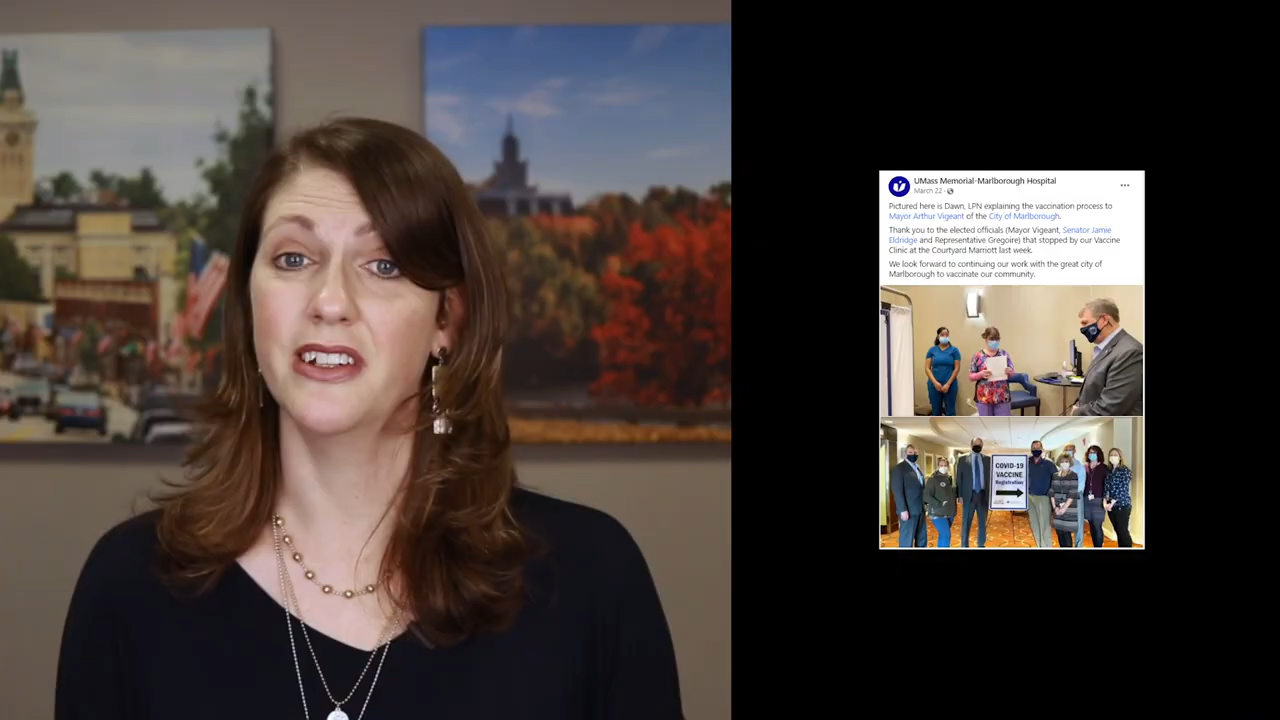 UMass Memorial-Marlborough Hospital
March 22 ·
Pictured here is Dawn, LPN explaining the vaccination process to
Mayor Arthur Vigeant of the City of Marlborough.
Thank you to the elected officials (Mayor Vigeant, Senator Jamie
Eldridge and Representative Gregoire) that stopped by our Vaccine
Clinic at the Courtyard Marriott last week.
We look forward to continuing our work with the great city of
Marlborough to vaccinate our community.
COVID-19
VACCINE
Registration